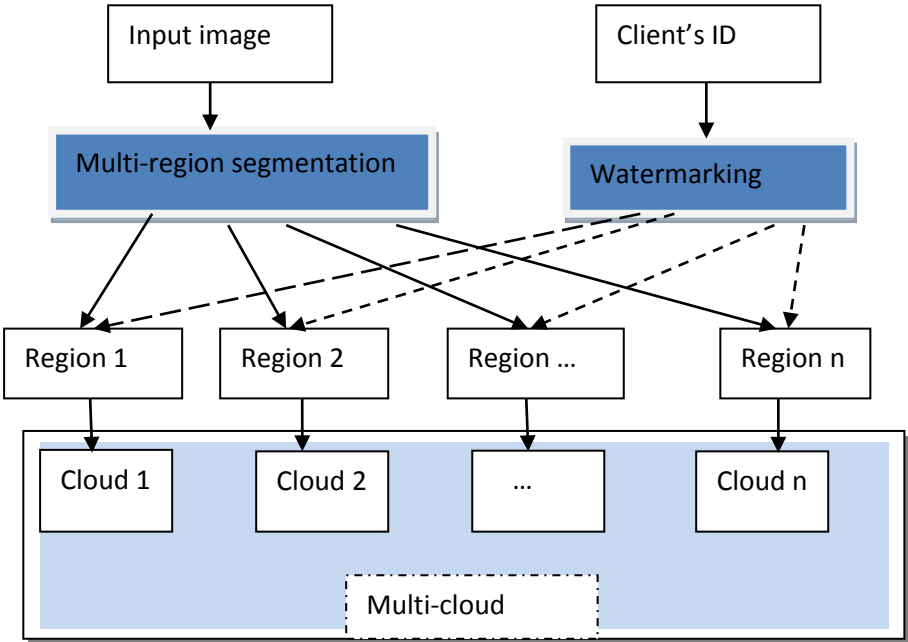 Input image
Client’s ID
Multi-region segmentation
Watermarking
Region 1
Region 2
Region …
Region n
Cloud 1
Cloud 2
…
Cloud n
Multi-cloud